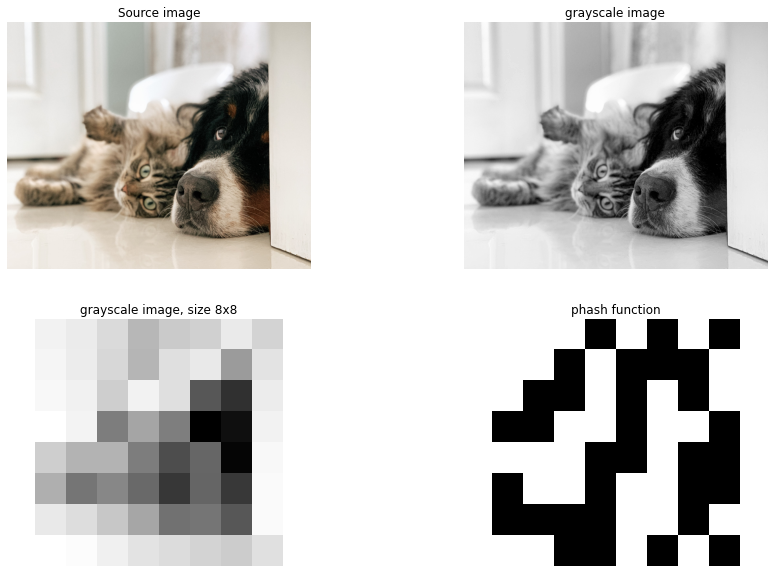 Source image
grayscale image
grayscale image, size 8x8
phash function